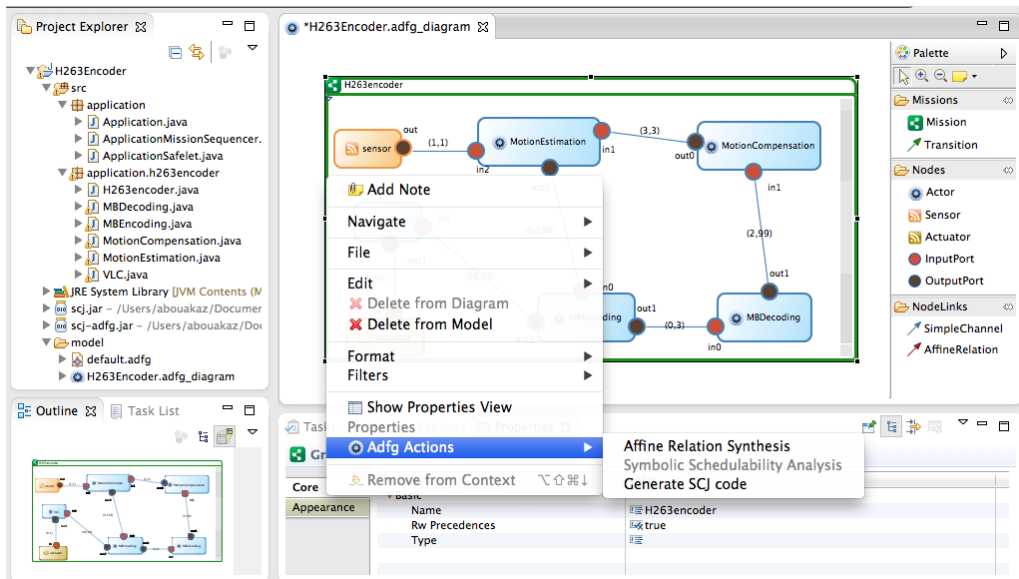 Project Explorer
H263Encoder
src
application
Application.java
ApplicationMissionSequencer.
ApplicationSafelet.java
application.h263encoder
H263encoder.java
MBDecoding.java
MBEncoding.java
MotionCompensation.java
MotionEstimation.java
VLC.java
JRE System Library [JVM Contents (M
scj.jar – /Users/abouakaz/Documer
scj-adfg.jar – /Users/abouakaz/Do
model
default.adfg
H263Encoder.adfg_diagram
Outline
Task List
*H263Encoder.adfg_diagram
H263encoder
sensor
out
(1,1)
in2
MotionEstimation
in1
out0
(3,3)
out0
MotionCompensation
in1
(2,99)
out1
MBDecoding
in0
(0,3)
out1
(0,198)
out1
Add Note
Navigate
File
Edit
Delete from Diagram
Delete from Model
Format
Filters
Show Properties View
Properties
Adfg Actions
Remove from Context ⌥⇧⌘↓
Affine Relation Synthesis
Symbolic Schedulability Analysis
Generate SCJ code
Palette
Missions
Mission
Transition
Nodes
Actor
Sensor
Actuator
InputPort
OutputPort
NodeLinks
SimpleChannel
AffineRelation
Properties
Core
Appearance
Basic
Name
H263encoder
Rw Precedences
true
Type